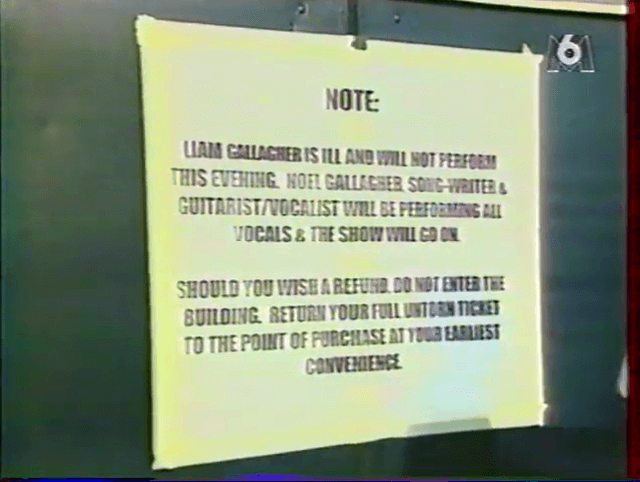 M6
NOTE:
LIAM GALLAGHER IS ILL AND WILL NOT PERFORM
THIS EVENING. NOEL GALLAGHER SONG-WRITER &
GUITARIST/VOCALIST WILL BE PERFORMING ALL
VOCALS & THE SHOW WILL GO ON.
SHOULD YOU WISH A REFUND. DO NOT ENTER THE
BUILDING. RETURN YOUR FULL UNTORN TICKET
TO THE POINT OF PURCHASE AT YOUR EARLIEST
CONVENIENCE.